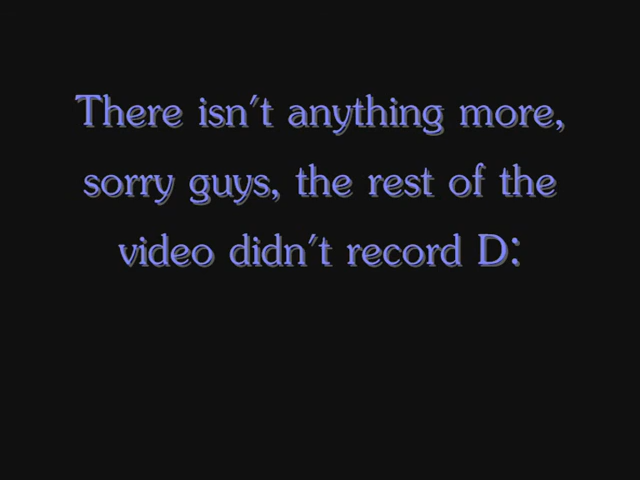 There isn't anything more,
sorry guys, the rest of the
video didn't record D: